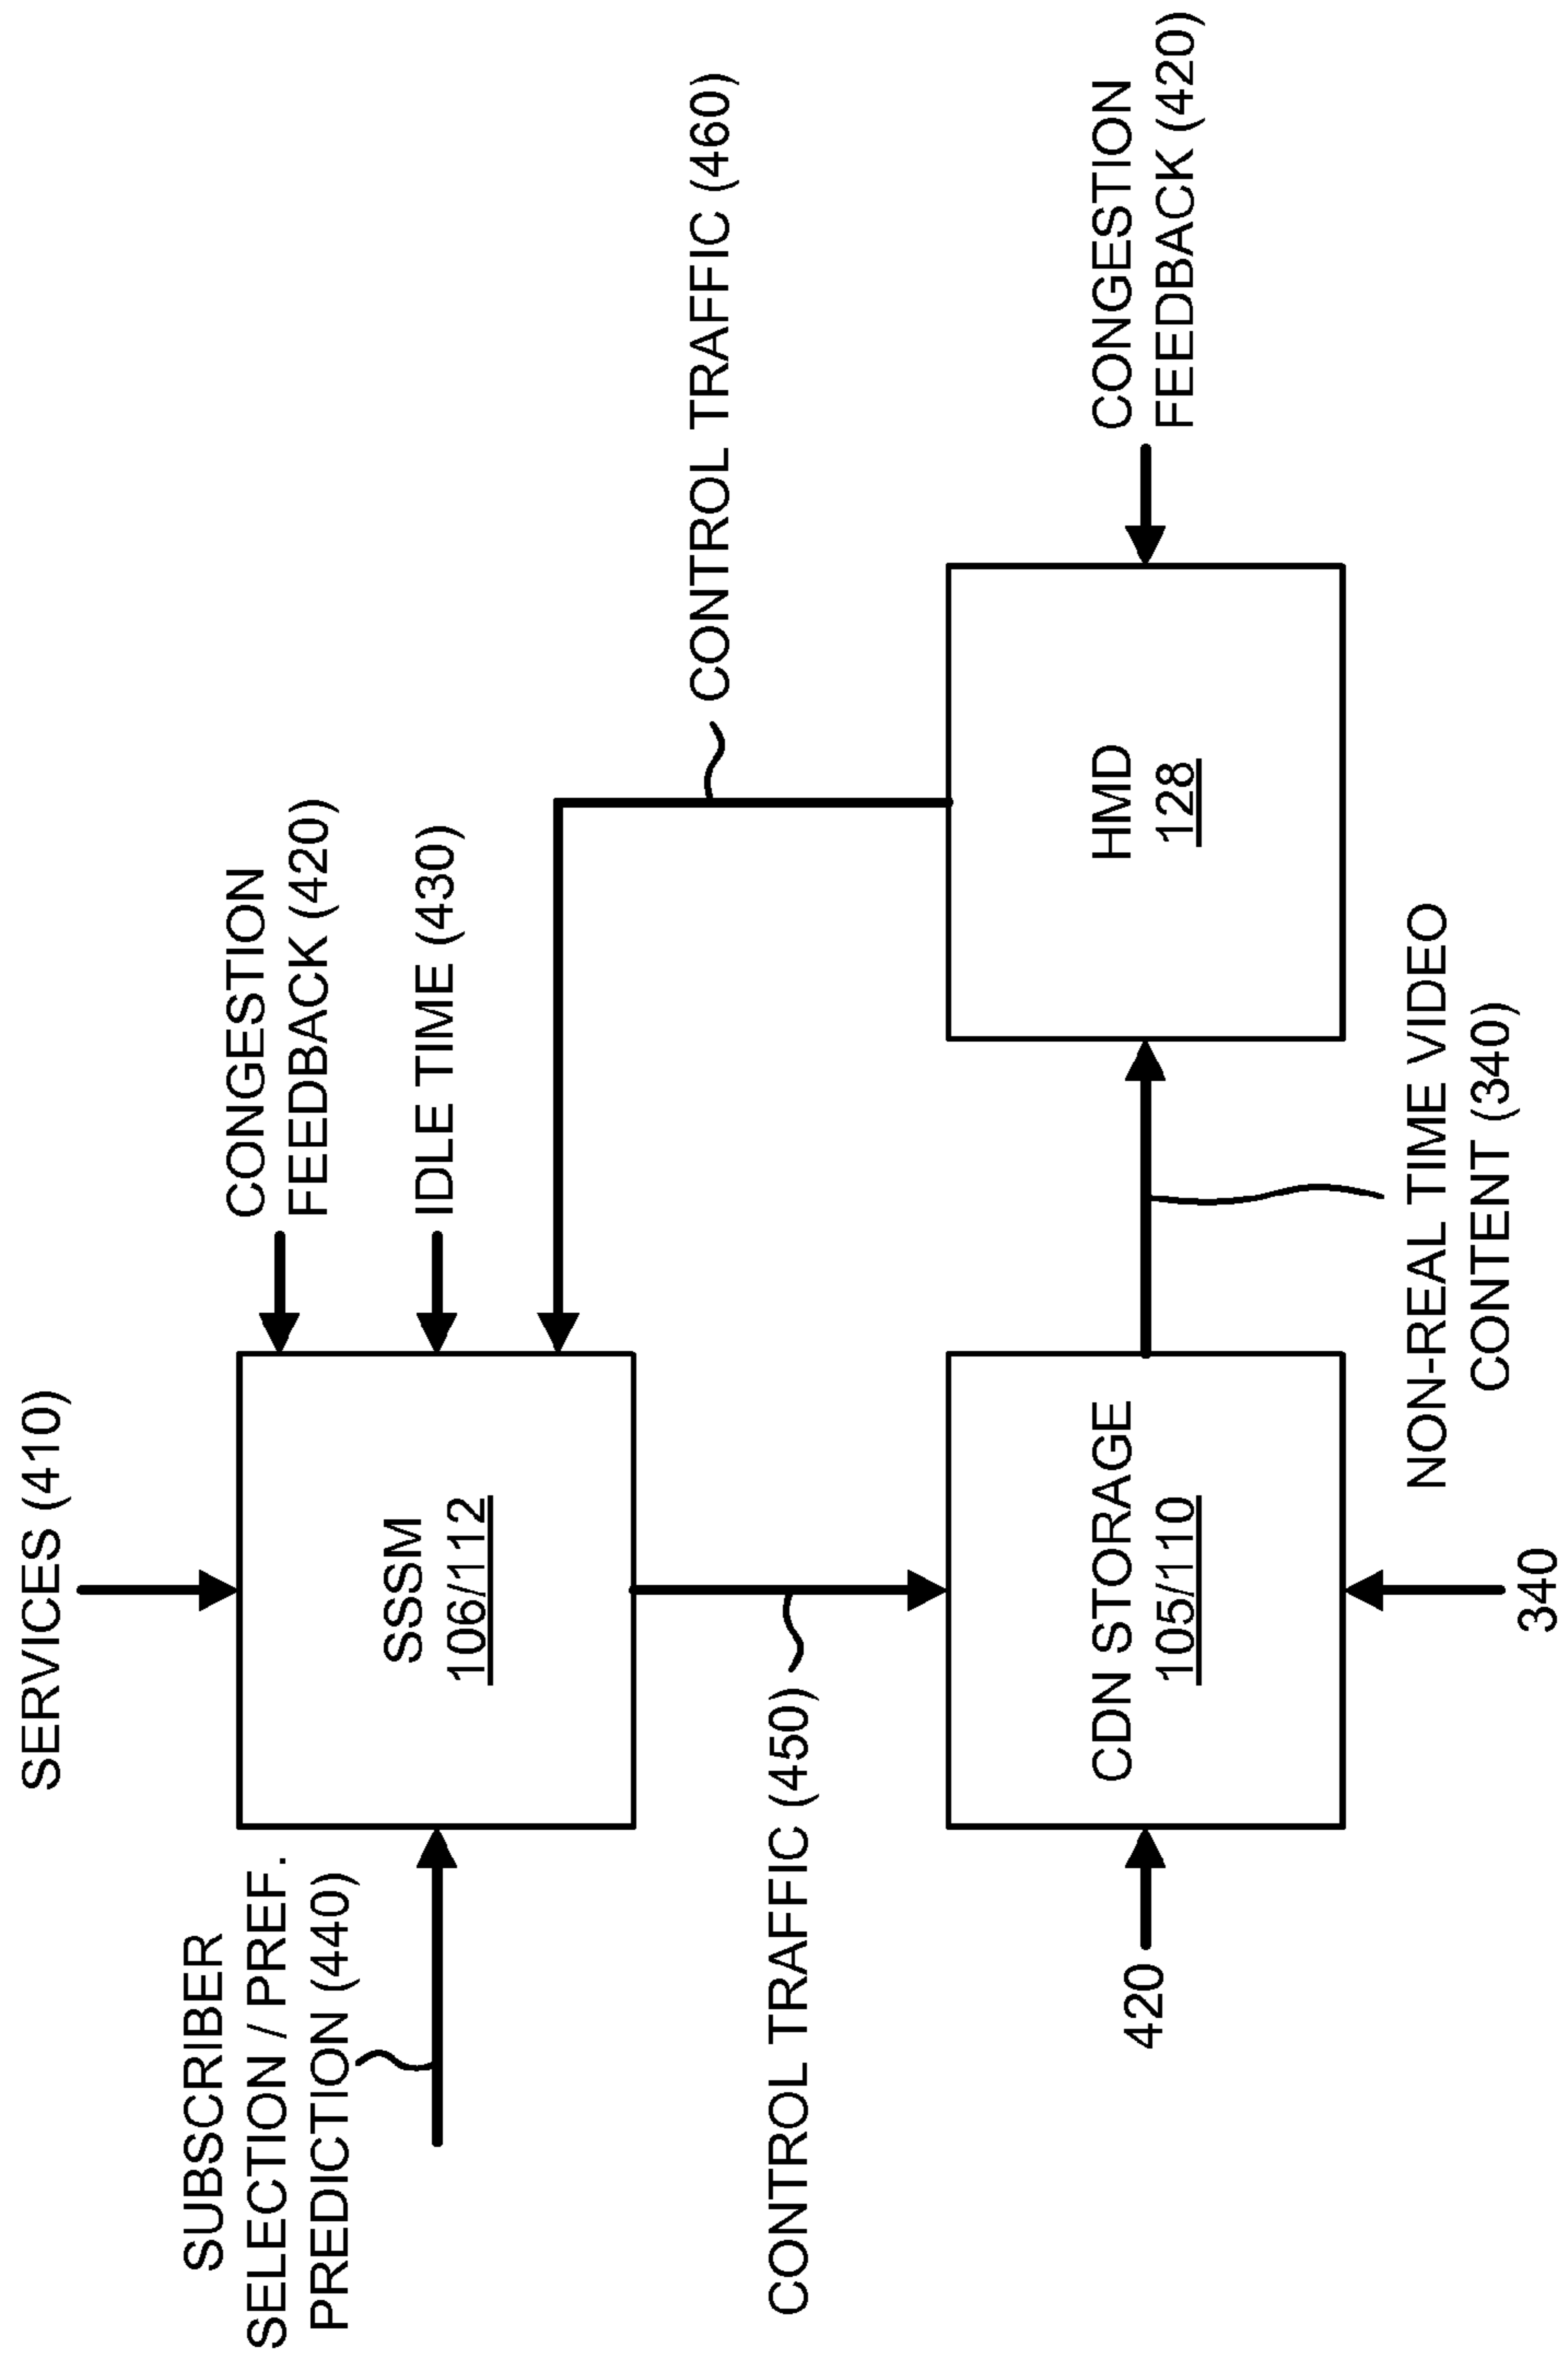 SERVICES (410)
CONGESTION
FEEDBACK (420)
SUBSCRIBER
SELECTION / PREF.
PREDICTION (440)
IDLE TIME (430)
SSSM
106/112
CONTROL TRAFFIC (460)
CONTROL TRAFFIC (450)
420
CDN STORAGE
105/110
HMD
128
CONGESTION
FEEDBACK (420)
NON-REAL TIME VIDEO
CONTENT (340)
340